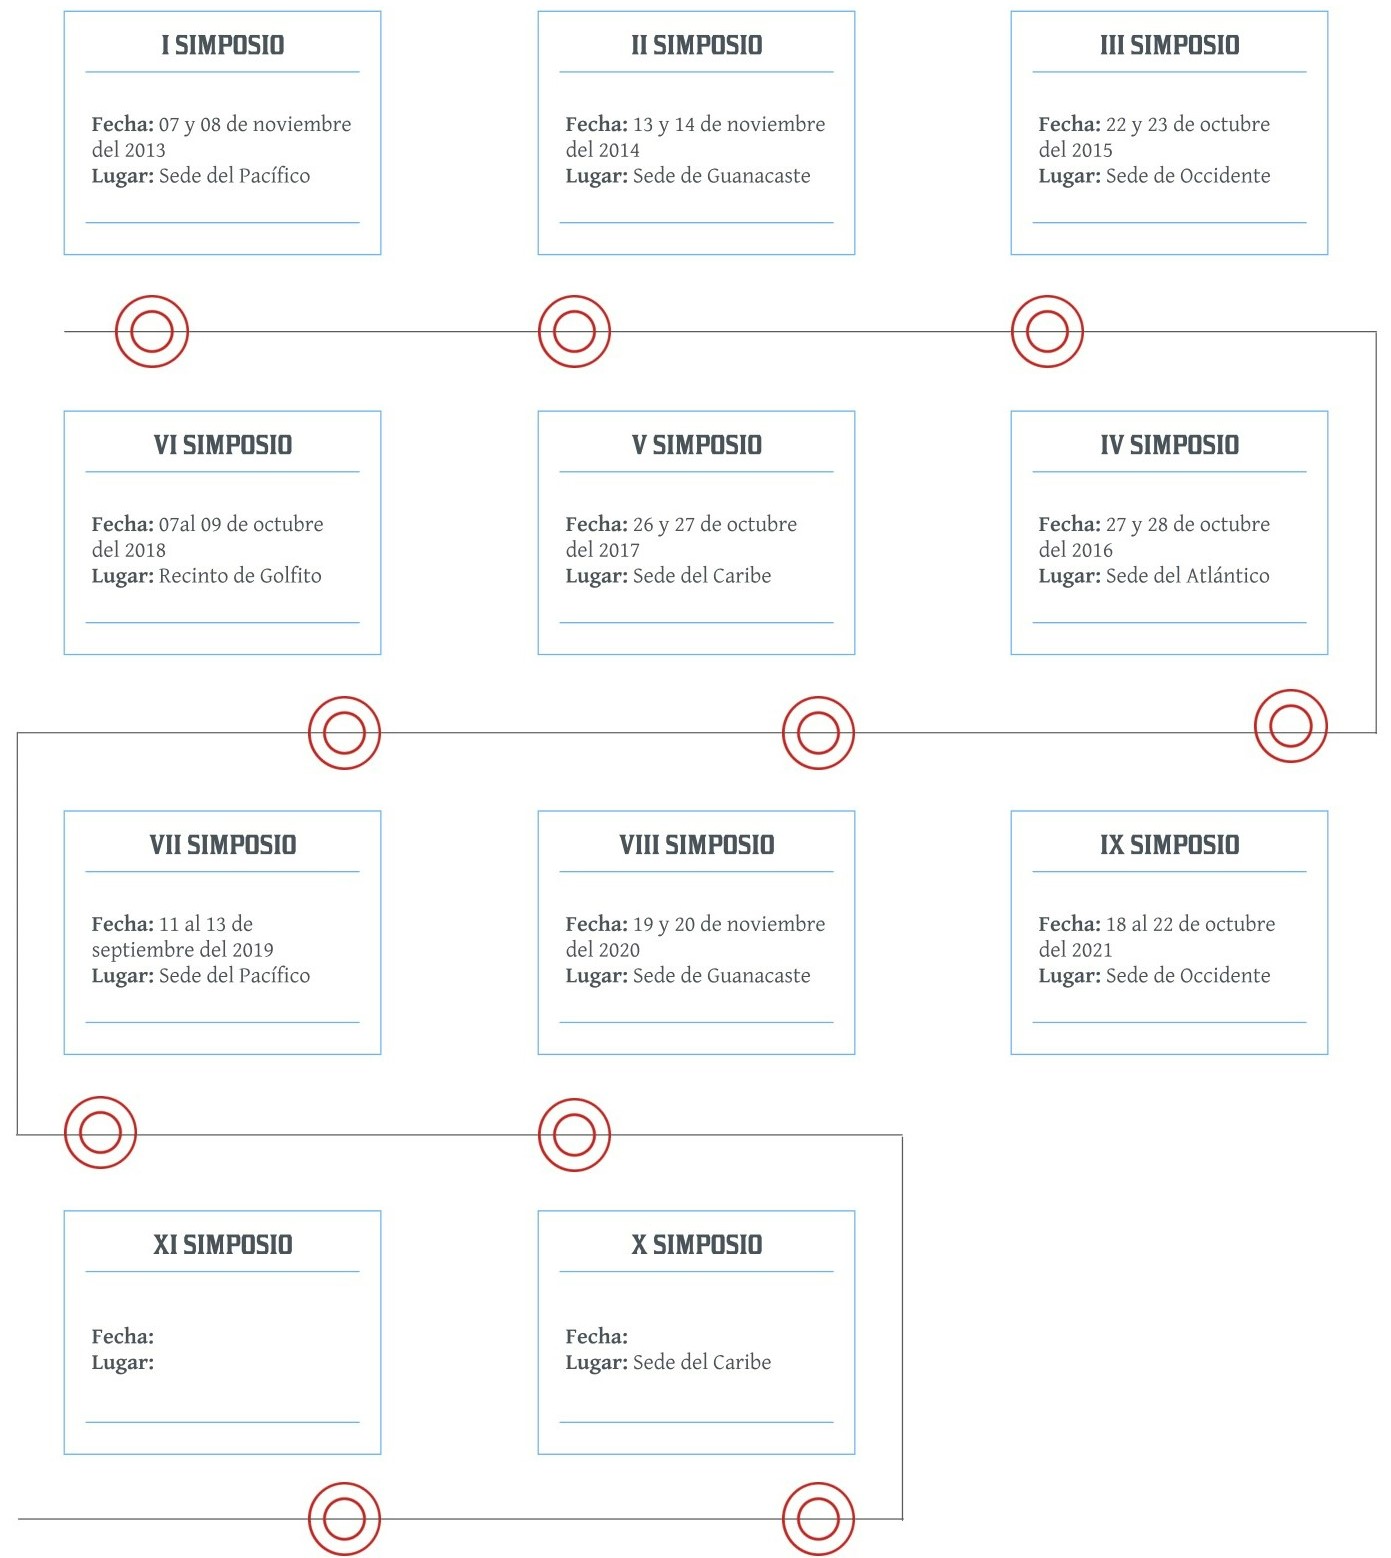 I SIMPOSIO
Fecha: 07 y 08 de noviembre
del 2013
Lugar: Sede del Pacífico
II SIMPOSIO
Fecha: 13 y 14 de noviembre
del 2014
Lugar: Sede de Guanacaste
III SIMPOSIO
Fecha: 22 y 23 de octubre
del 2015
Lugar: Sede de Occidente
VI SIMPOSIO
Fecha: 07al 09 de octubre
del 2018
Lugar: Recinto de Golfito
V SIMPOSIO
Fecha: 26 y 27 de octubre
del 2017
Lugar: Sede del Caribe
IV SIMPOSIO
Fecha: 27 y 28 de octubre
del 2016
Lugar: Sede del Atlántico
VII SIMPOSIO
Fecha: 11 al 13 de
septiembre del 2019
Lugar: Sede del Pacífico
VIII SIMPOSIO
Fecha: 19 y 20 de noviembre
del 2020
Lugar: Sede de Guanacaste
IX SIMPOSIO
Fecha: 18 al 22 de octubre
del 2021
Lugar: Sede de Occidente
XI SIMPOSIO
Fecha:
Lugar:
X SIMPOSIO
Fecha:
Lugar: Sede del Caribe